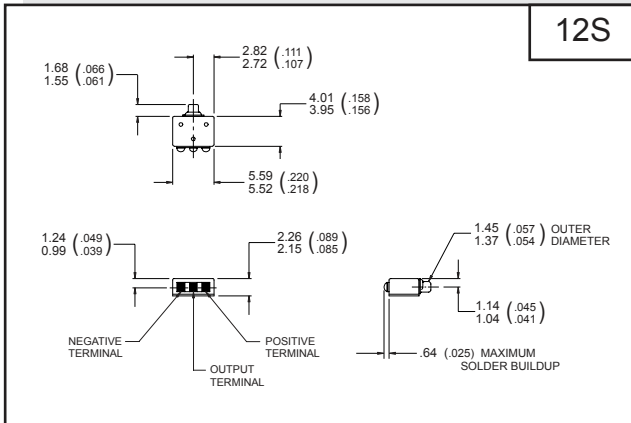 12S
2.82 (.111
2.72 .107)
1.68 (.066
1.55 .061)
4.01 (.158
3.95 .156)
5.59 (.220
5.52 .218)
1.24 (.049
0.99 .039)
2.26 (.089
2.15 .085)
1.45 (.057 OUTER
1.37 .054) DIAMETER
1.14 (.045
1.04 .041)
NEGATIVE
TERMINAL
POSITIVE
TERMINAL
OUTPUT
TERMINAL
.64 (.025) MAXIMUM
SOLDER BUILDUP